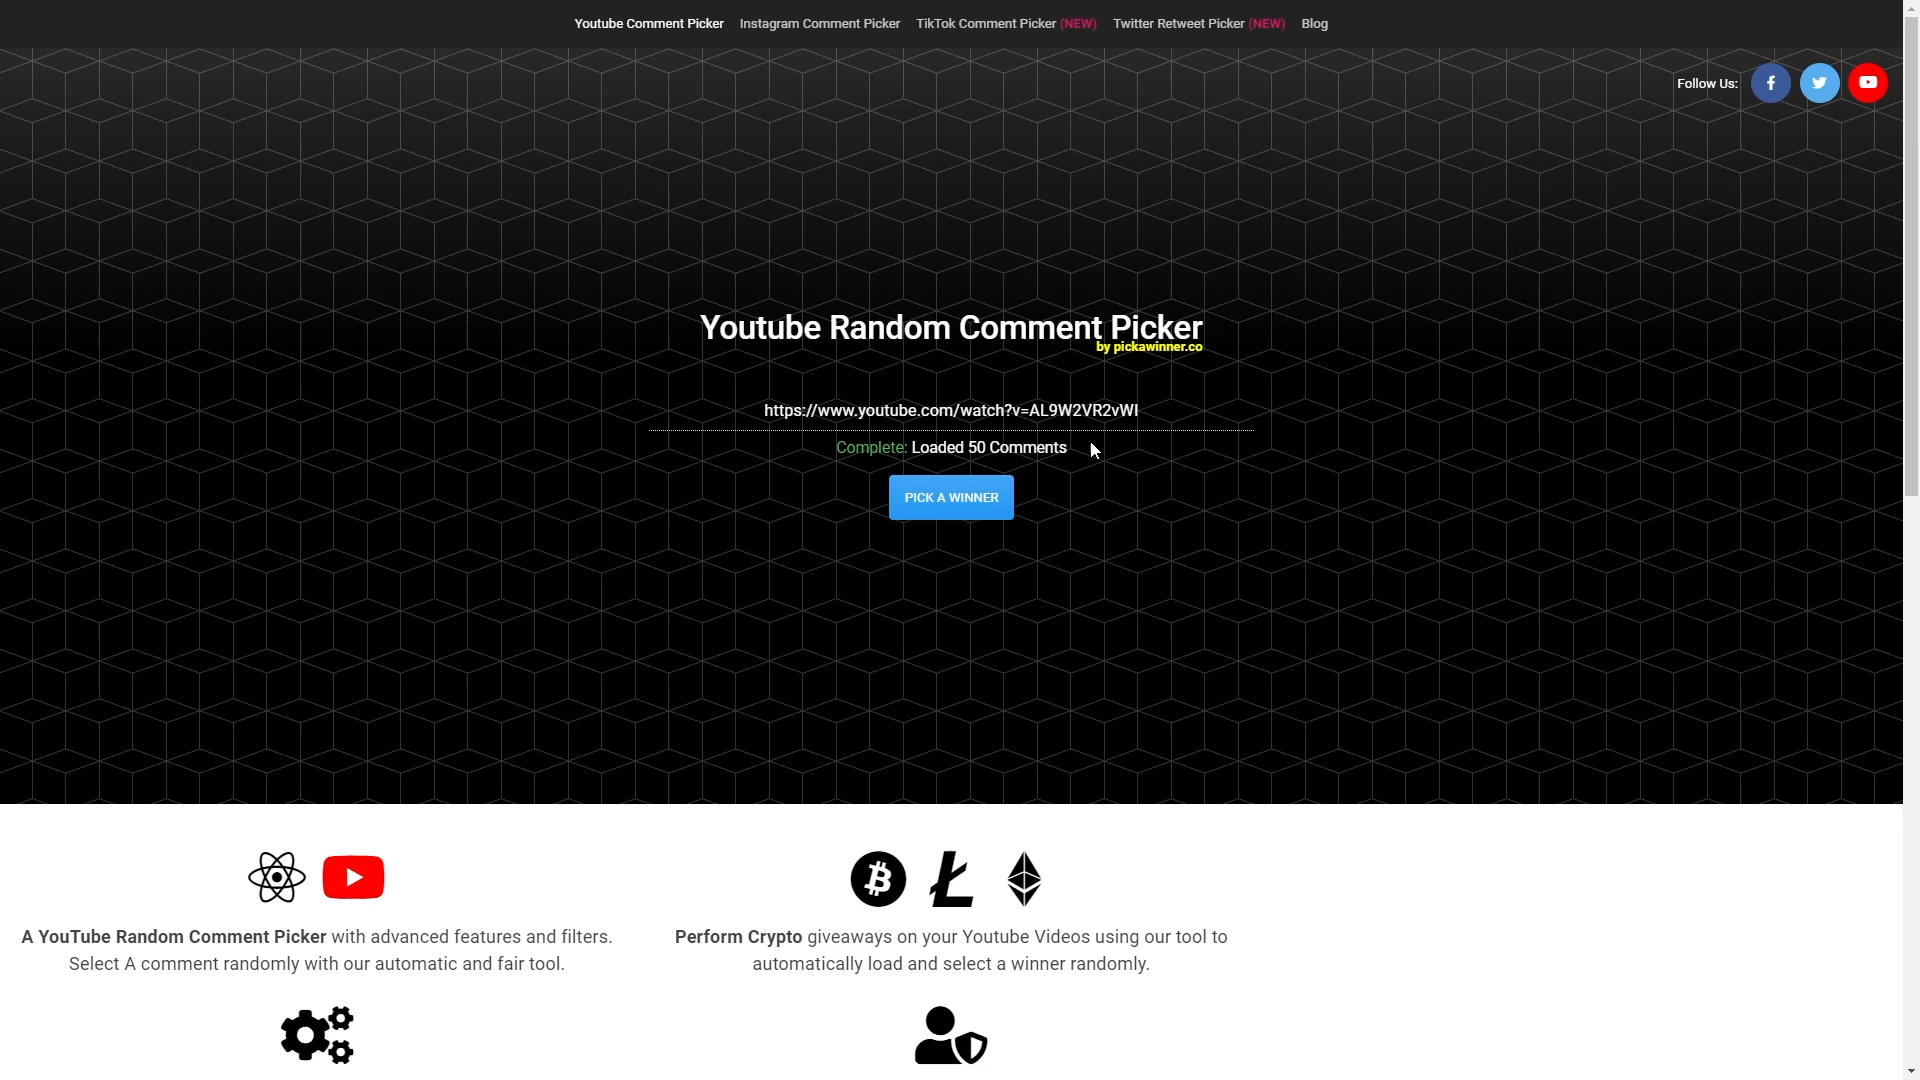 Youtube Comment Picker Instagram Comment Picker TikTok Comment Picker (NEW) Twitter Retweet Picker (NEW) Blog
Follow Us:
Youtube Random Comment Picker
by pickawinner.co
https://www.youtube.com/watch?v=AL9W2VR2vWI
Complete: Loaded 50 Comments
PICK A WINNER
A YouTube Random Comment Picker with advanced features and filters.
Select A comment randomly with our automatic and fair tool.
Perform Crypto giveaways on your Youtube Videos using our tool to
automatically load and select a winner randomly.